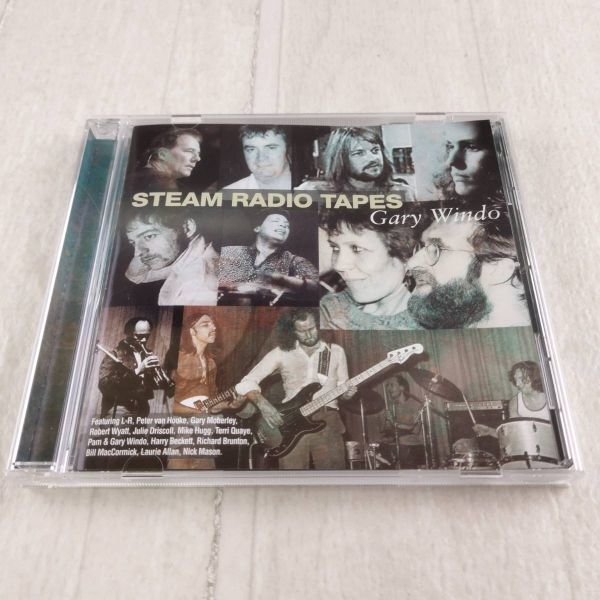 STEAM RADIO TAPES
Gary Windo
Featuring L-R, Peter van Hooke, Gary Moberley,
Robert Wyatt, Julie Driscoll, Mike Hugg, Terri Quaye,
Pam & Gary Windo, Harry Beckett, Richard Brunton,
Bill MacCormick, Laurie Allan, Nick Mason.